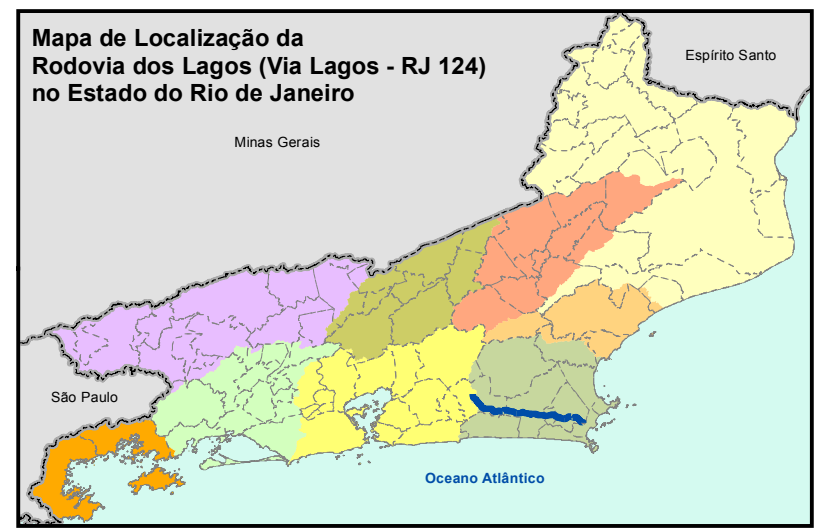 Mapa de Localização da
Rodovia dos Lagos (Via Lagos - RJ 124)
no Estado do Rio de Janeiro
Espírito Santo
Minas Gerais
São Paulo
Oceano Atlântico